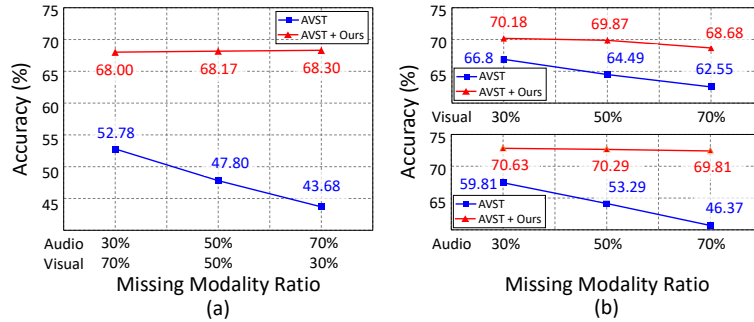 75
70
65
60
55
50
45
Accuracy (%)
AVST
AVST + Ours
68.00
68.17
68.30
52.78
47.80
43.68
Audio 30% 50% 70%
Visual 70% 50% 30%
Missing Modality Ratio
(a)
75
70
65
Accuracy (%)
70.18
69.87
68.68
66.8
64.49
62.55
AVST
AVST + Ours
Visual 30% 50% 70%
75
70
65
70.63
70.29
69.81
59.81
53.29
46.37
AVST
AVST + Ours
Audio 30% 50% 70%
Missing Modality Ratio
(b)